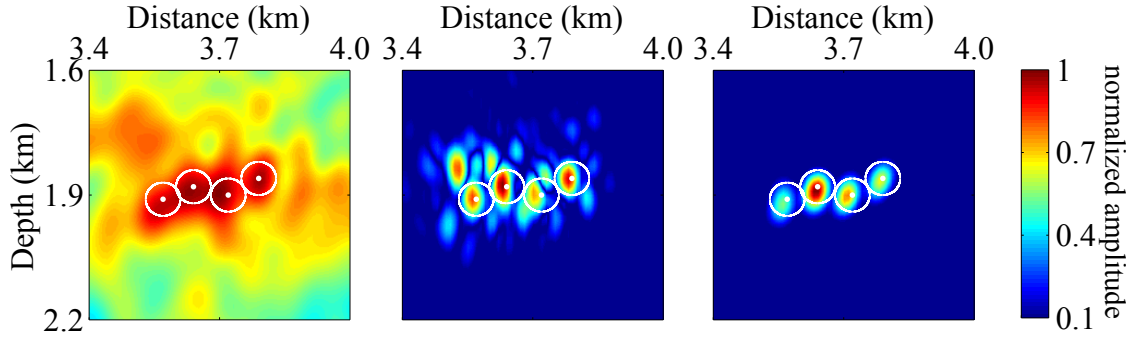 Distance (km) Distance (km) Distance (km)
3.4 3.7 4.0 3.4 3.7 4.0 3.4 3.7 4.0
1.6
1.9
2.2
Depth (km)
1
0.7
0.4
0.1
normalized amplitude